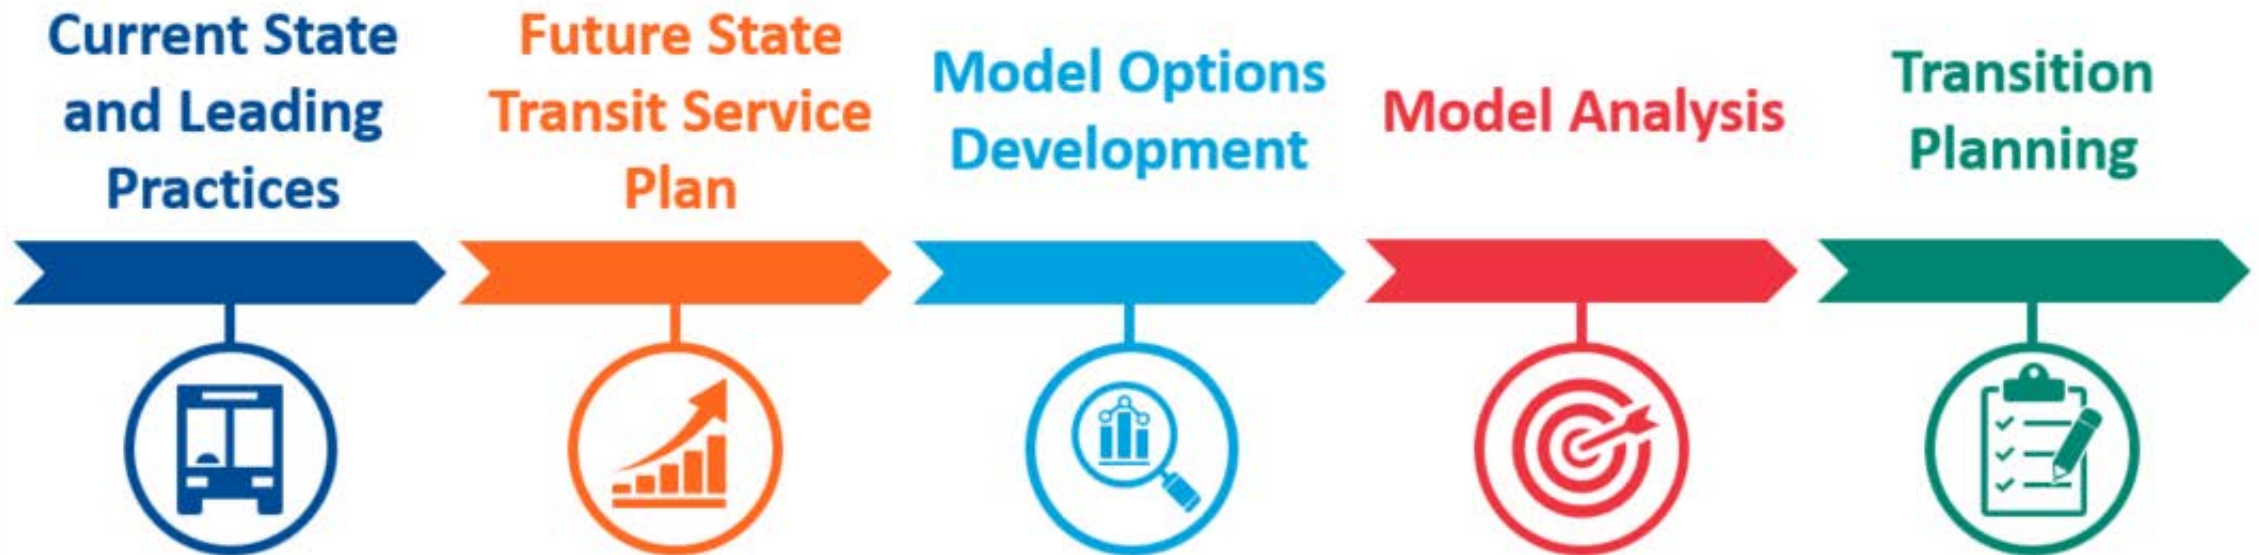 Current State
and Leading
Practices
Future State
Transit Service
Plan
Model Options
Development
Model Analysis
Transition
Planning